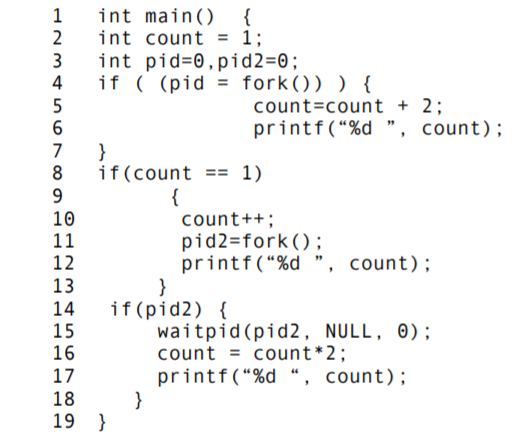 1 int main() {
2 int count = 1;
3 int pid=0,pid2=0;
4 if ( (pid = fork()) ) {
5 count=count + 2;
6 printf(“%d ”, count);
7 }
8 if(count == 1)
9 {
10 count++;
11 pid2=fork();
12 printf(“%d ”, count);
13 }
14 if(pid2) {
15 waitpid(pid2, NULL, 0);
16 count = count*2;
17 printf(“%d “, count);
18 }
19 }